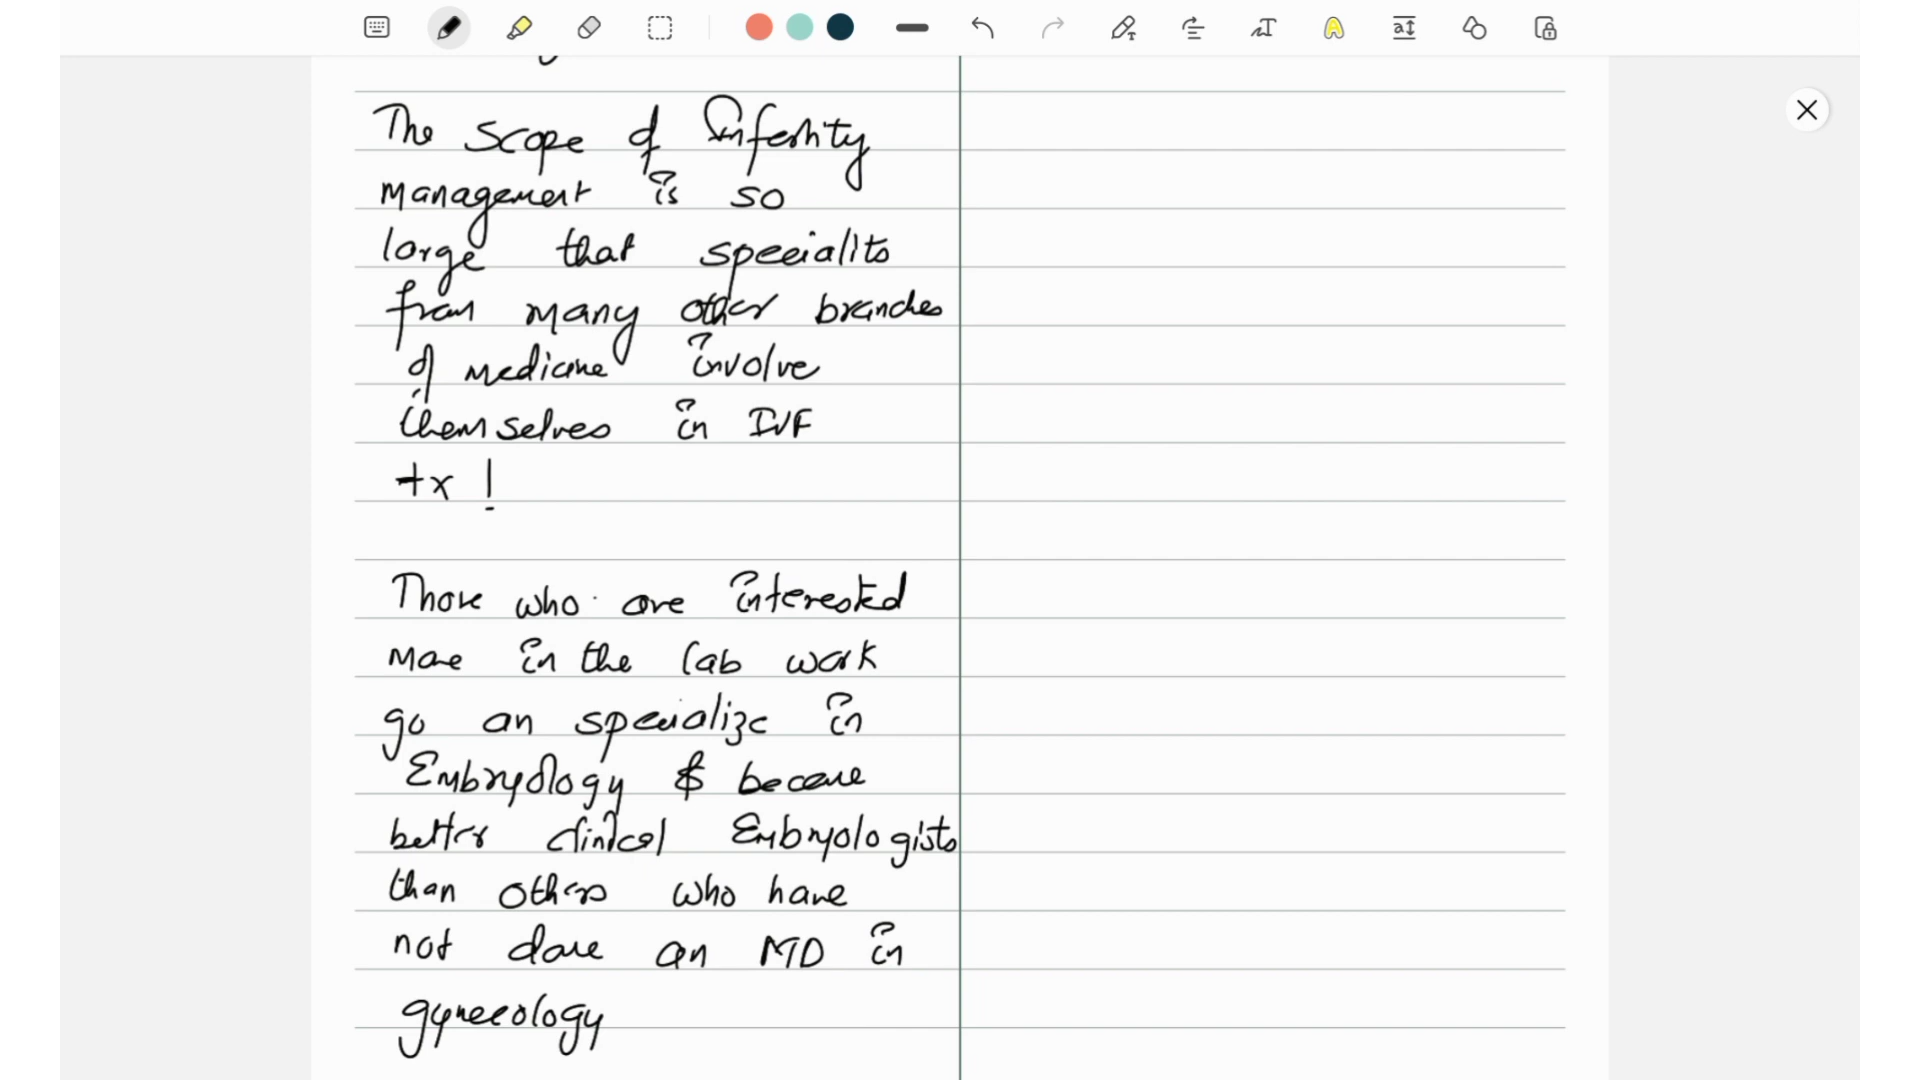 The Scope of Infertility
management is so
large that specialits
from many other branches
of medicine involve
themselves in IVF
tx !
Those who are interested
more in the lab work
go on specialize in
Embryology & become
better clinical Embryologists
than others who have
not done an MD in
gynecology